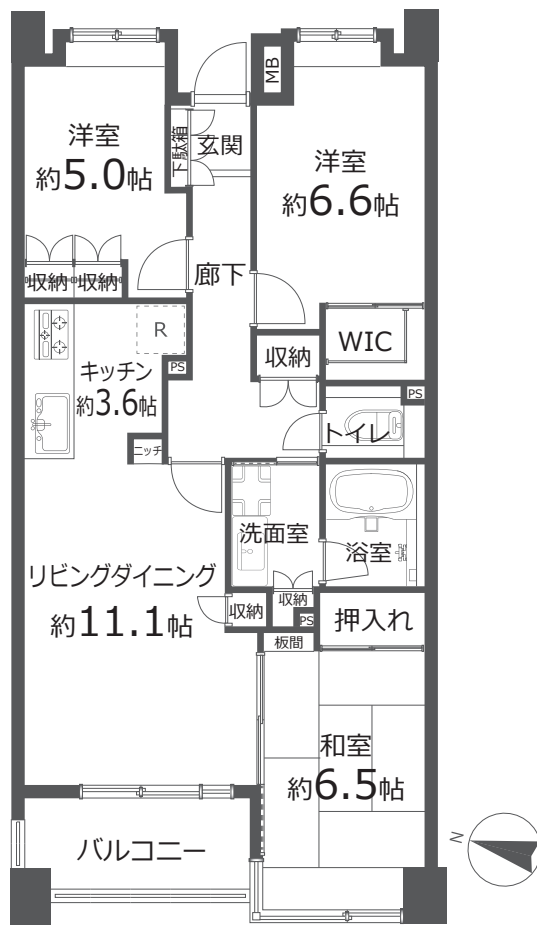 MB
洋室
約5.0帖
下駄箱
玄関
洋室
約6.6帖
廊下
収納
収納
R
キッチン
約3.6帖
PS
収納
WIC
PS
トイレ
ニッチ
洗面室
浴室
リビングダイニング
約11.1帖
収納
収納
PS
押入れ
板間
和室
約6.5帖
バルコニー
N